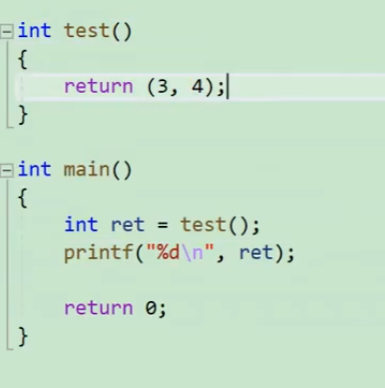 int test()
{
    return (3, 4);
}
int main()
{
    int ret = test();
    printf("%d\n", ret);
    return 0;
}